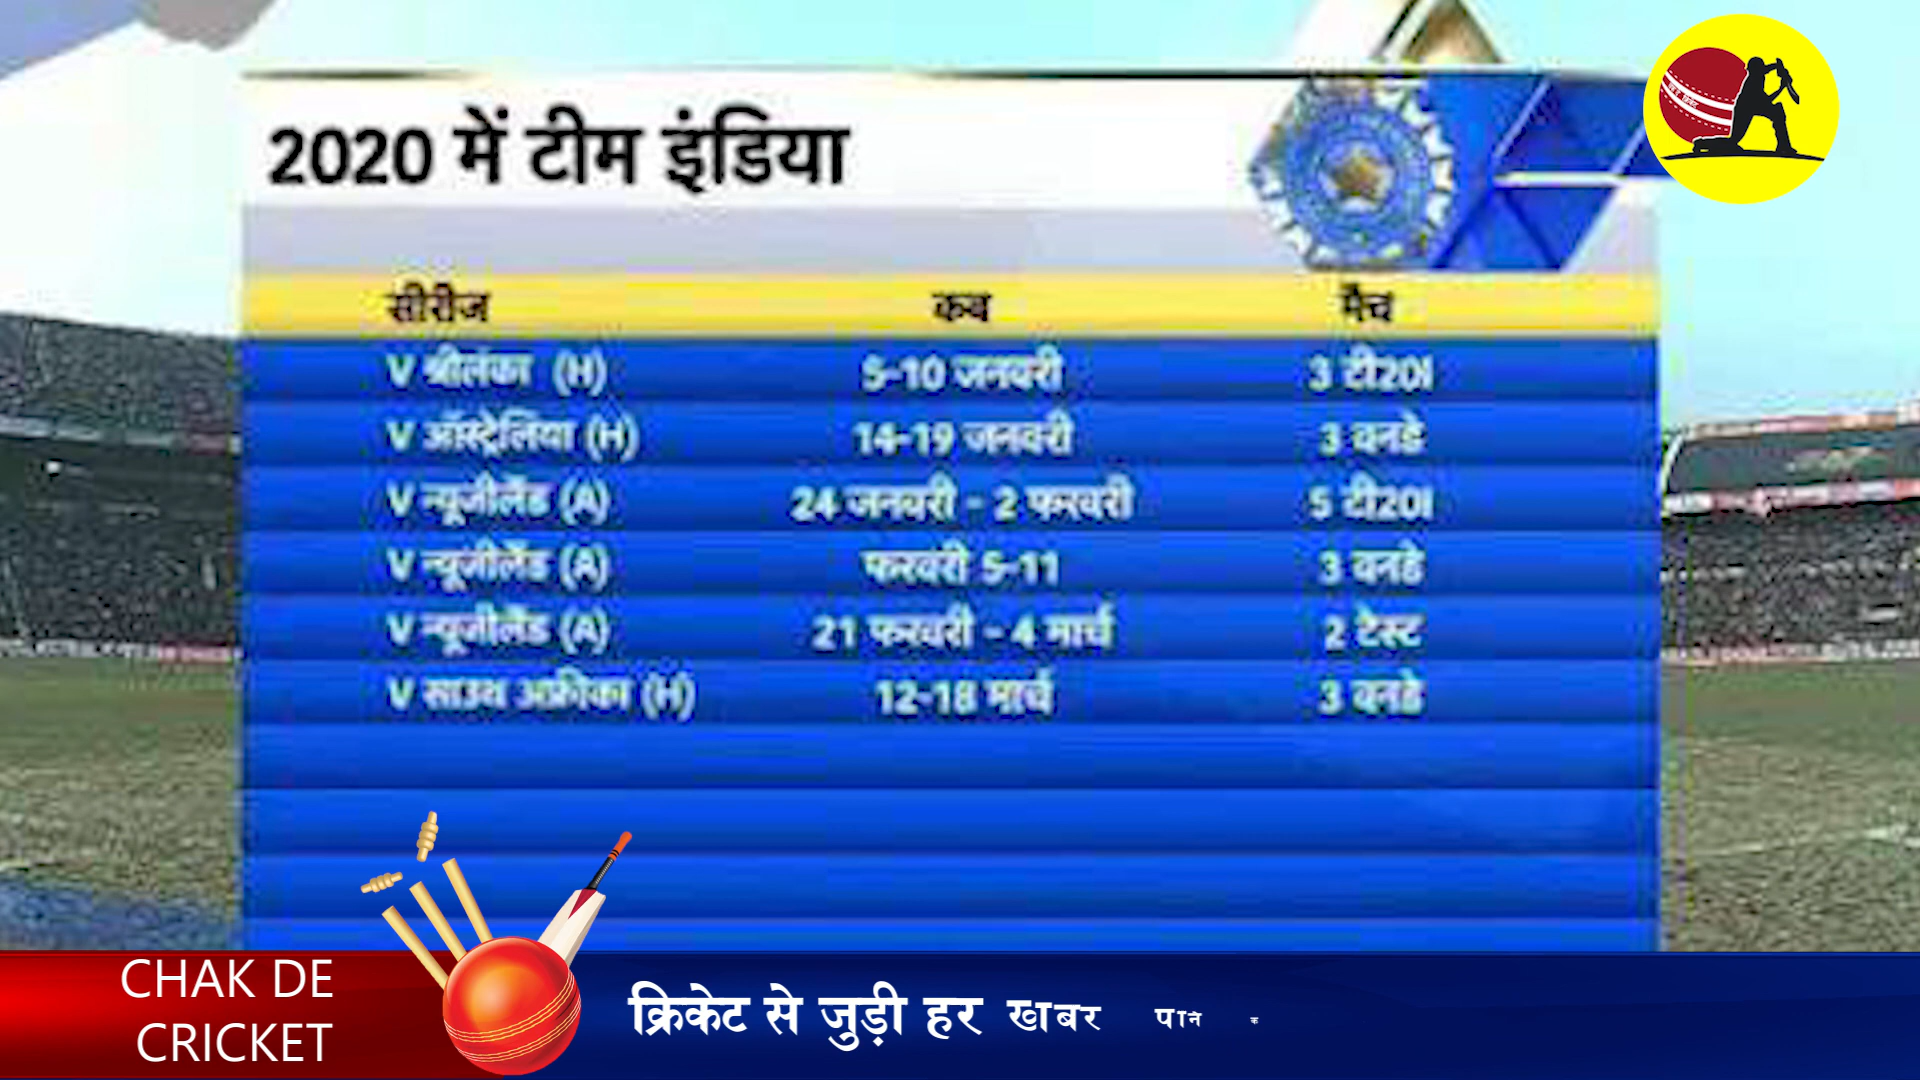 2020 में टीम इंडिया
सीरीज कब मैच
V श्रीलंका (H) 5-10 जनवरी 3 टी20I
V ऑस्ट्रेलिया (H) 14-19 जनवरी 3 वनडे
V न्यूजीलैंड (A) 24 जनवरी - 2 फरवरी 5 टी20I
V न्यूजीलैंड (A) फरवरी 5-11 3 वनडे
V न्यूजीलैंड (A) 21 फरवरी - 4 मार्च 2 टेस्ट
V साउथ अफ्रीका (H) 12-18 मार्च 3 वनडे
CHAK DE
CRICKET
क्रिकेट से जुड़ी हर खबर पाने क